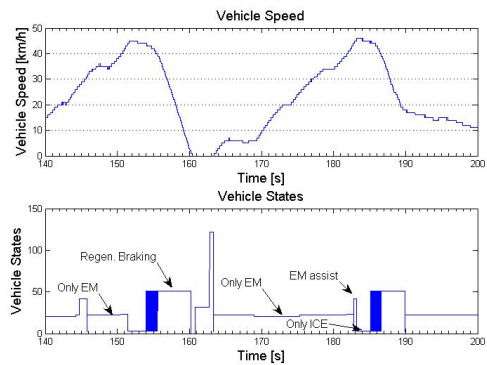 Vehicle Speed
Vehicle Speed [km/h]
50
40
30
20
10
0
140 150 160 170 180 190 200
Time [s]
Vehicle States
Vehicle States
150
100
50
0
Regen. Braking
Only EM
Only EM
EM assist
Only ICE
140 150 160 170 180 190 200
Time [s]